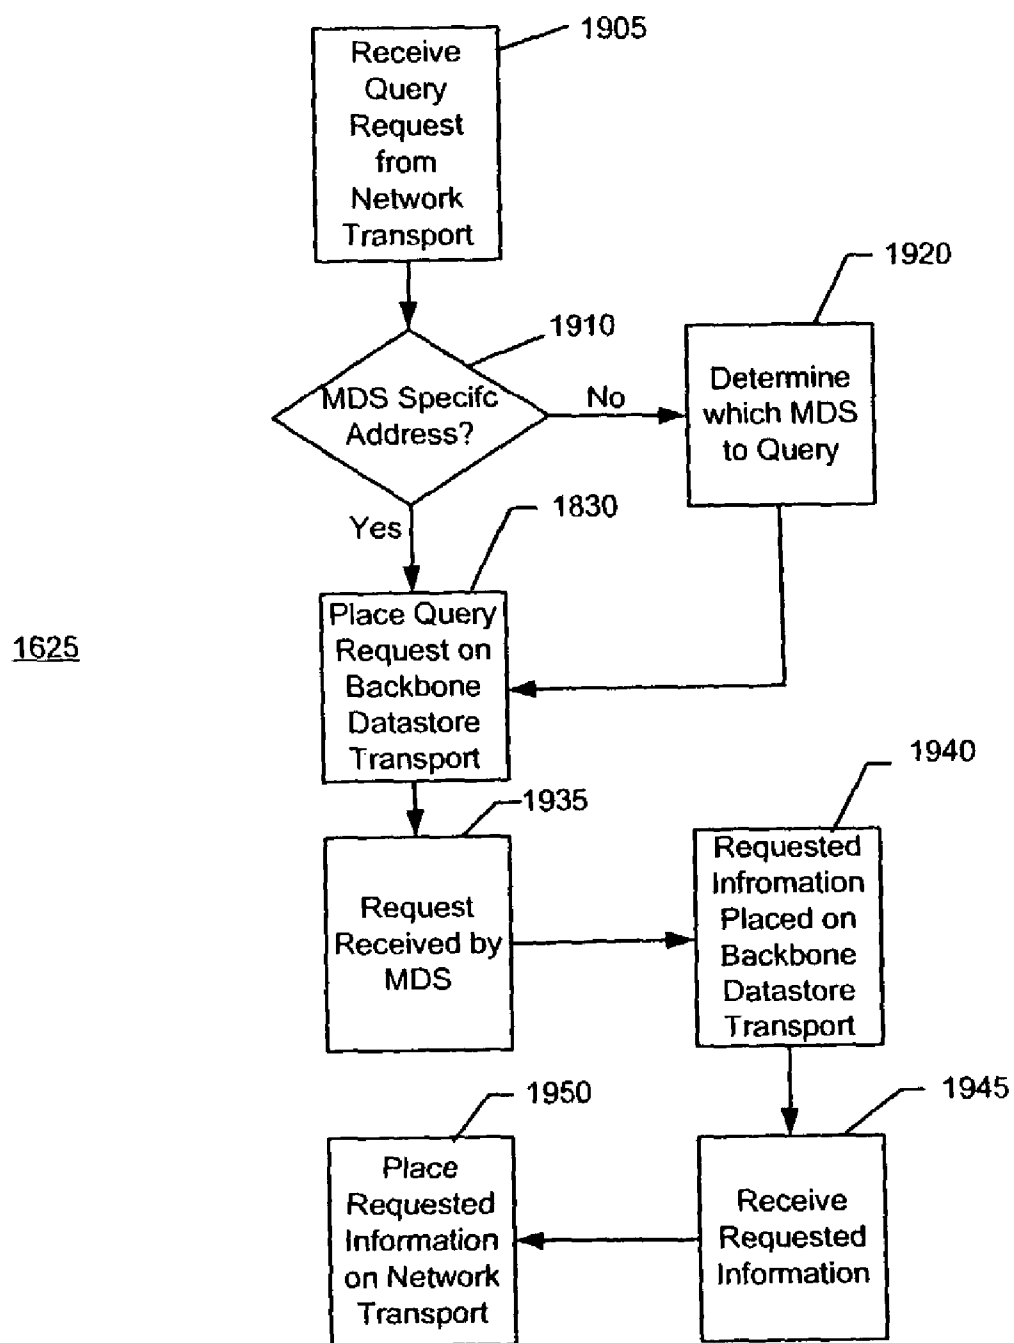 1905
Receive
Query
Request
from
Network
Transport
1910
MDS Specifc
Address?
No
1920
Determine
which MDS
to Query
Yes
1830
Place Query
Request on
Backbone
Datastore
Transport
1625
1935
Request
Received by
MDS
1940
Requested
Infromation
Placed on
Backbone
Datastore
Transport
1945
Receive
Requested
Information
1950
Place
Requested
Information
on Network
Transport